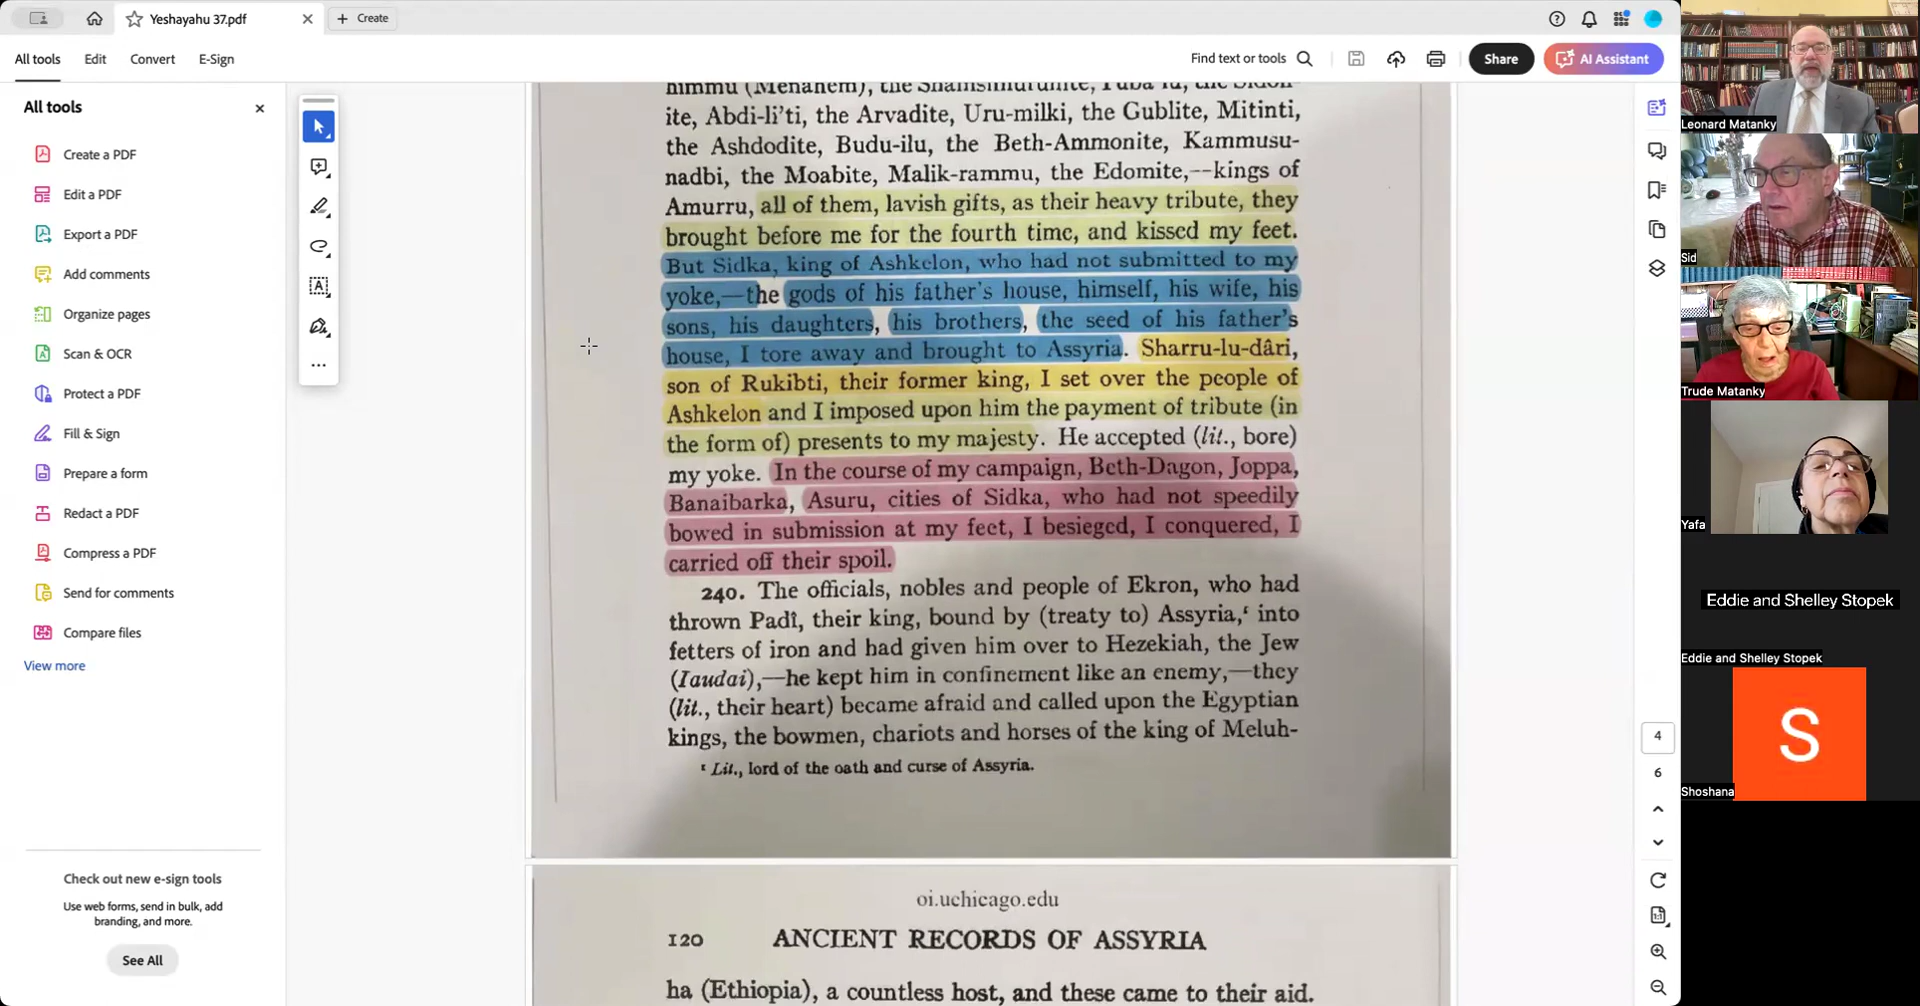 Yeshayahu 37.pdf
Create
All tools
Edit
Convert
E-Sign
Find text or tools
Share
AI Assistant
All tools
Create a PDF
Edit a PDF
Export a PDF
Add comments
Organize pages
Scan & OCR
Protect a PDF
Fill & Sign
Prepare a form
Redact a PDF
Compress a PDF
Send for comments
Compare files
View more
Check out new e-sign tools
Use web forms, send in bulk, add
branding, and more.
See All
himmu (Menahem), the Shamsimurunite, Tuba'lu, the Sidon-
ite, Abdi-li'ti, the Arvadite, Uru-milki, the Gublite, Mitinti,
the Ashdodite, Budu-ilu, the Beth-Ammonite, Kammusu-
nadbi, the Moabite, Malik-rammu, the Edomite,—kings of
Amurru, all of them, lavish gifts, as their heavy tribute, they
brought before me for the fourth time, and kissed my feet.
But Sidka, king of Ashkelon, who had not submitted to my
yoke,—the gods of his father's house, himself, his wife, his
sons, his daughters, his brothers, the seed of his father's
house, I tore away and brought to Assyria. Sharru-lu-dâri,
son of Rukibti, their former king, I set over the people of
Ashkelon and I imposed upon him the payment of tribute (in
the form of) presents to my majesty. He accepted (lit., bore)
my yoke. In the course of my campaign, Beth-Dagon, Joppa,
Banaibarka, Asuru, cities of Sidka, who had not speedily
bowed in submission at my feet, I besieged, I conquered, I
carried off their spoil.
240. The officials, nobles and people of Ekron, who had
thrown Padî, their king, bound by (treaty to) Assyria,¹ into
fetters of iron and had given him over to Hezekiah, the Jew
(Iaudai),—he kept him in confinement like an enemy,—they
(lit., their heart) became afraid and called upon the Egyptian
kings, the bowmen, chariots and horses of the king of Meluh-
¹ Lit., lord of the oath and curse of Assyria.
oi.uchicago.edu
120 ANCIENT RECORDS OF ASSYRIA
ha (Ethiopia), a countless host, and these came to their aid.
4
6
Leonard Matanky
Sid
Trude Matanky
Yafa
Eddie and Shelley Stopek
Eddie and Shelley Stopek
S
Shoshana